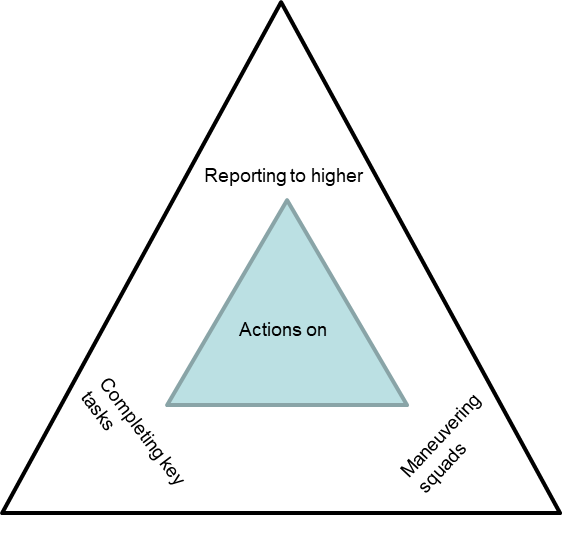 Reporting to higher
Actions on
Completing key
tasks
Maneuvering
squads